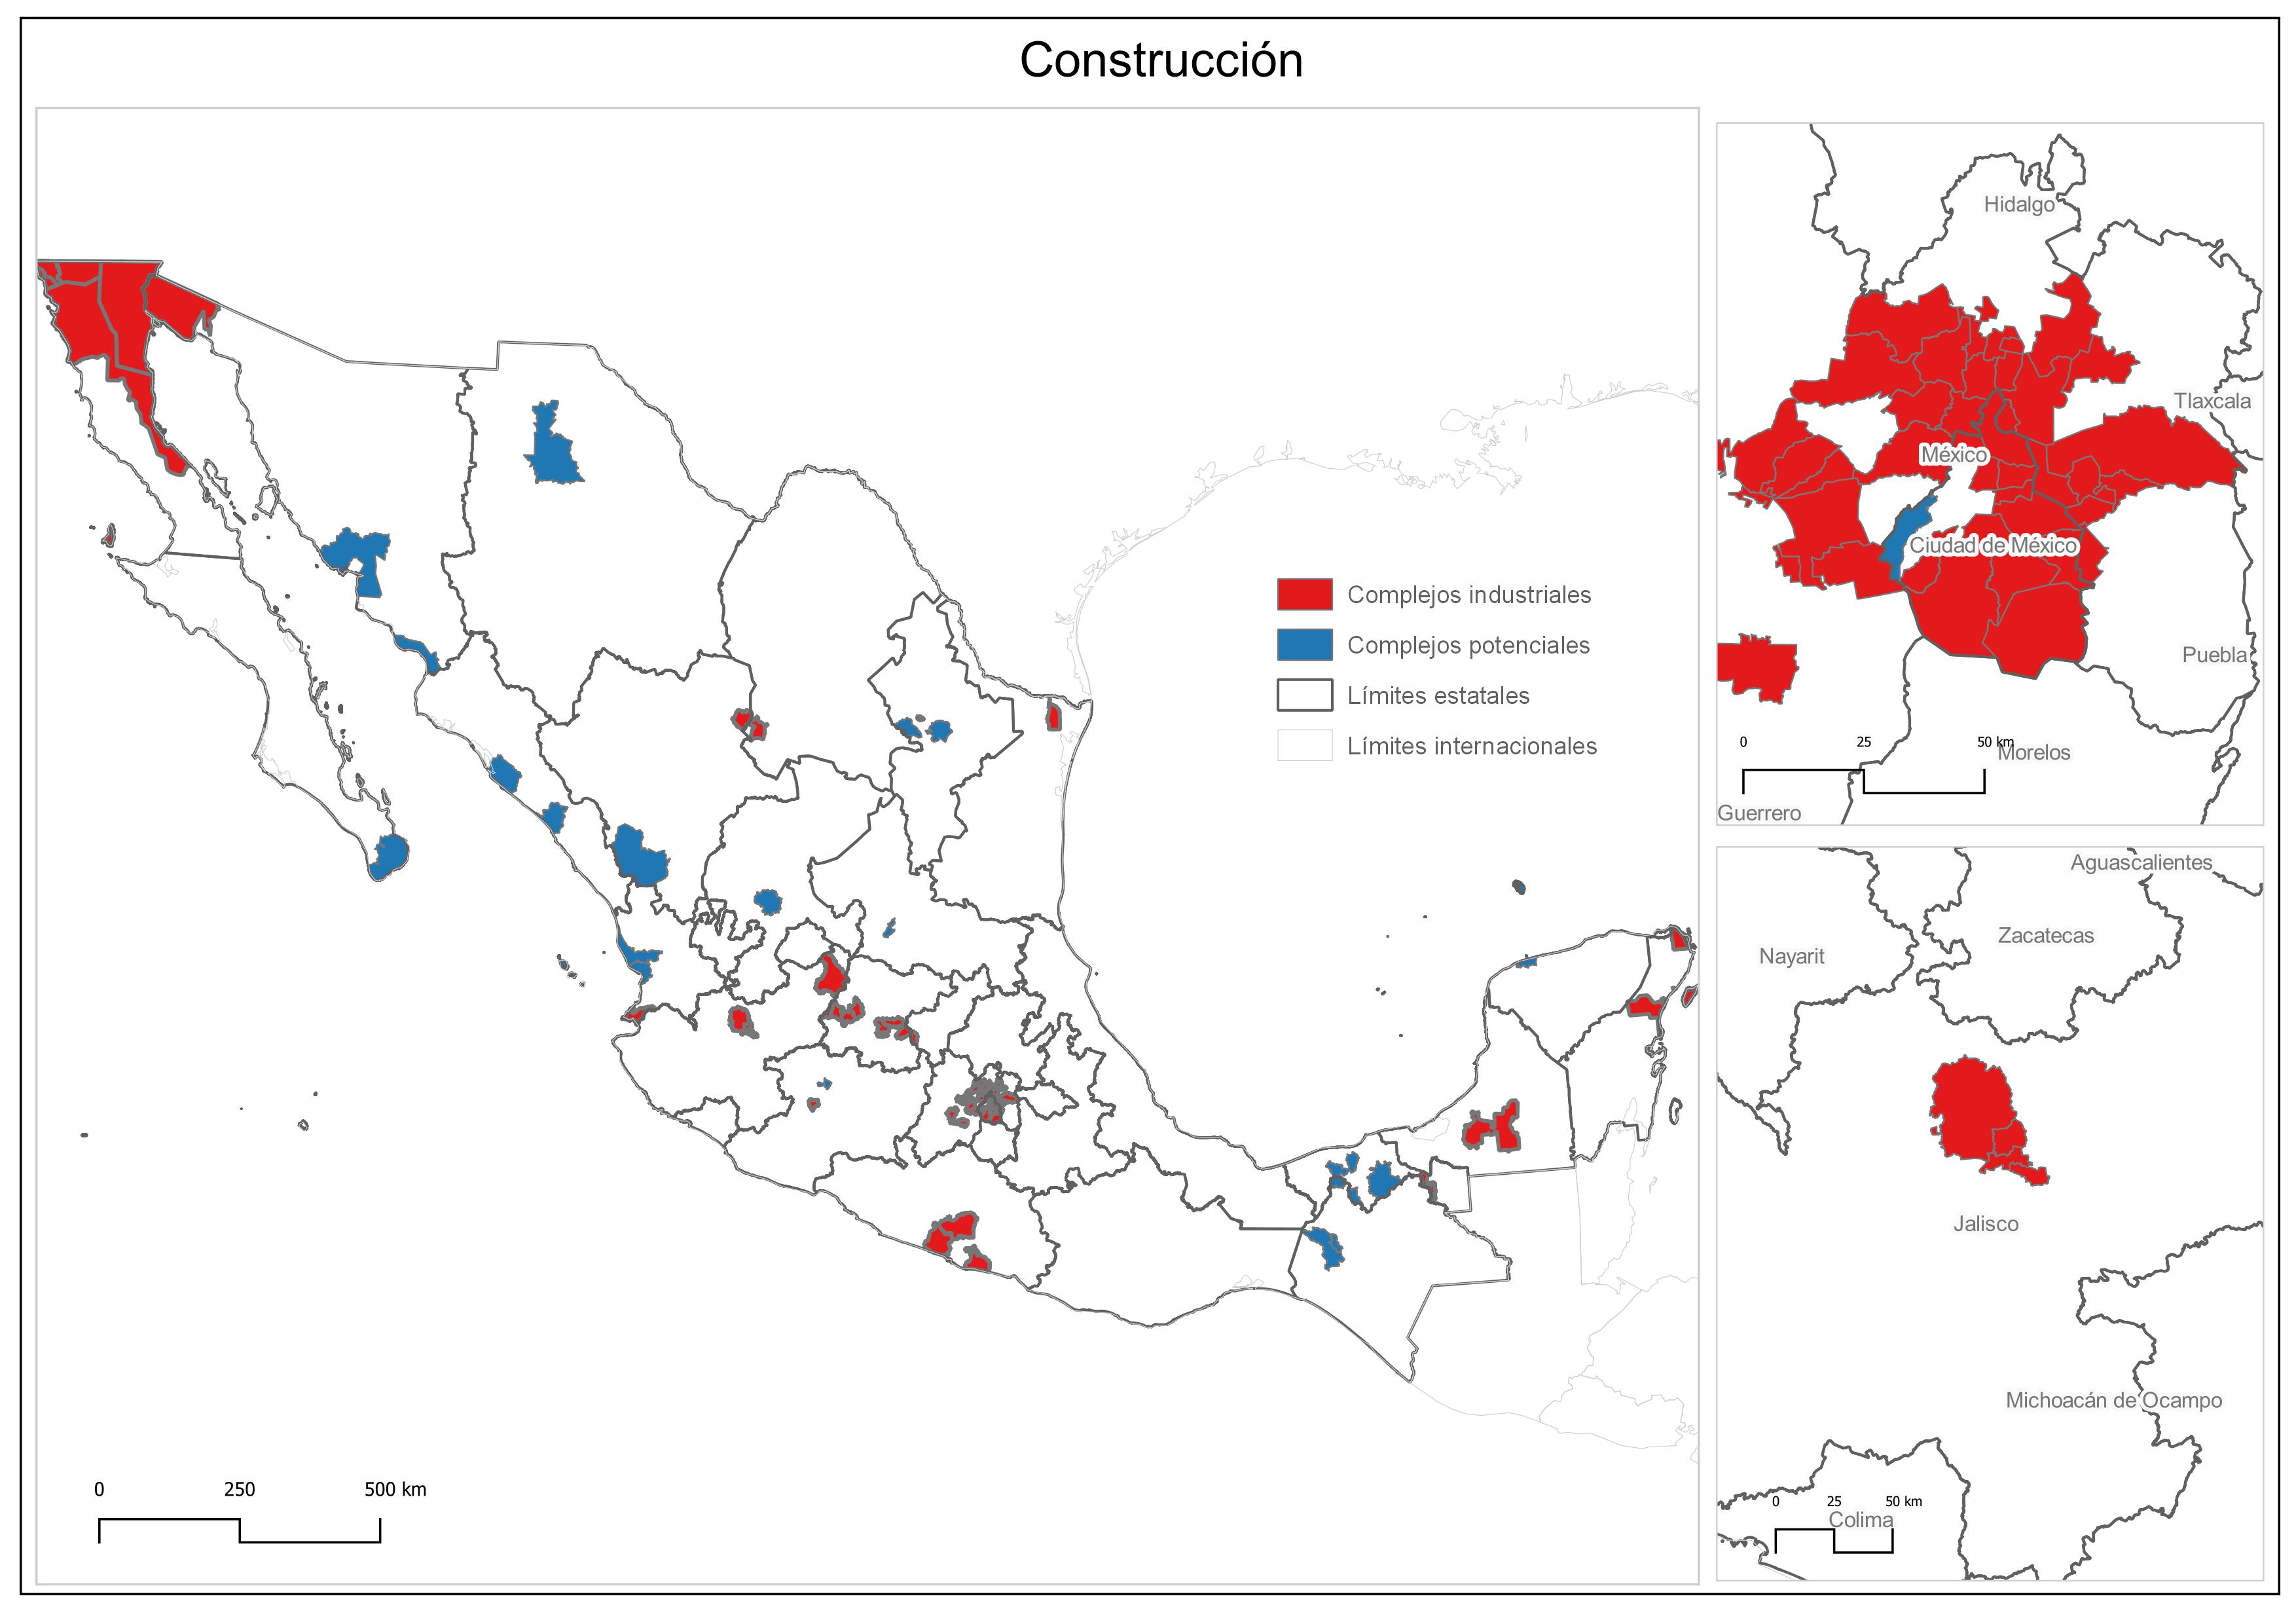 Construcción
Complejos industriales
Complejos potenciales
Límites estatales
Límites internacionales
0 250 500 km
Hidalgo
Tlaxcala
México
Ciudad de México
Puebla
0 25 50 km
Morelos
Guerrero
Aguascalientes
Zacatecas
Nayarit
Jalisco
Michoacán de Ocampo
0 25 50 km
Colima